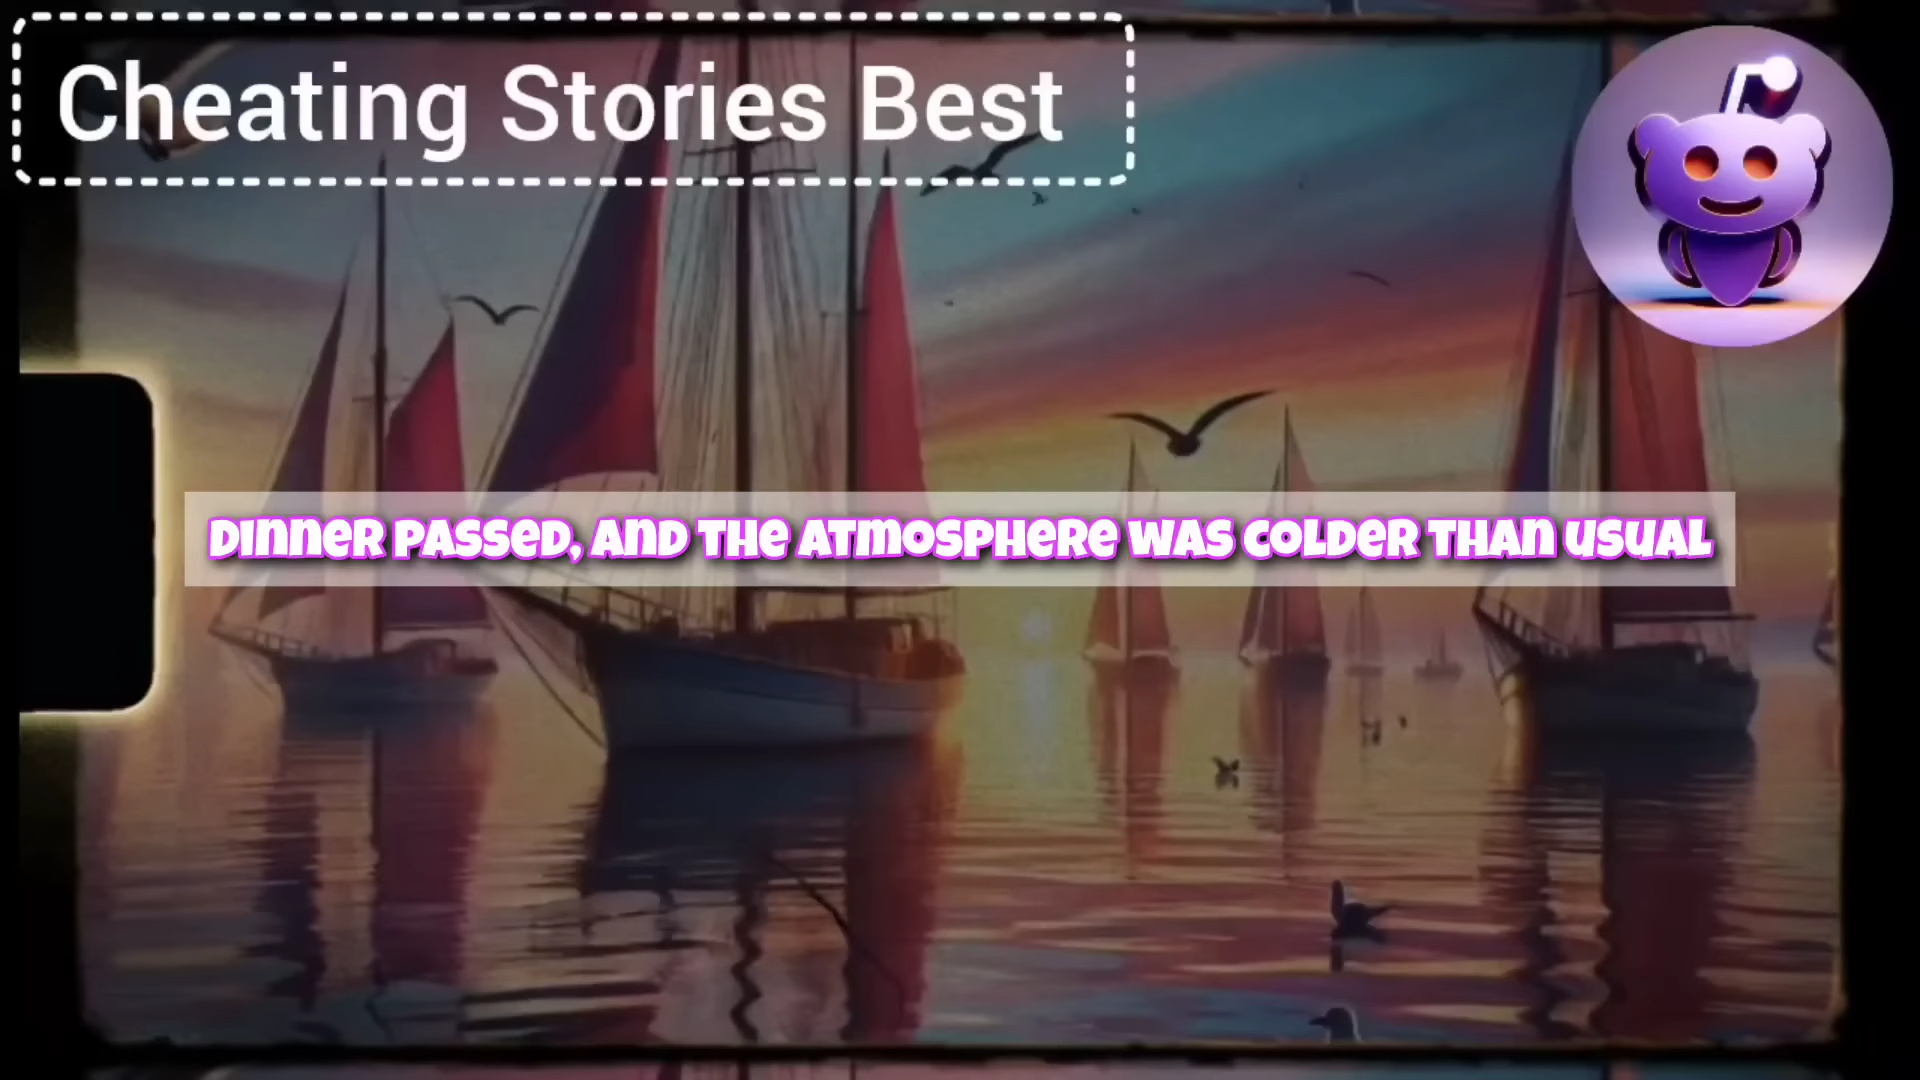 Cheating Stories Best
Dinner passed, and the atmosphere was colder than usual